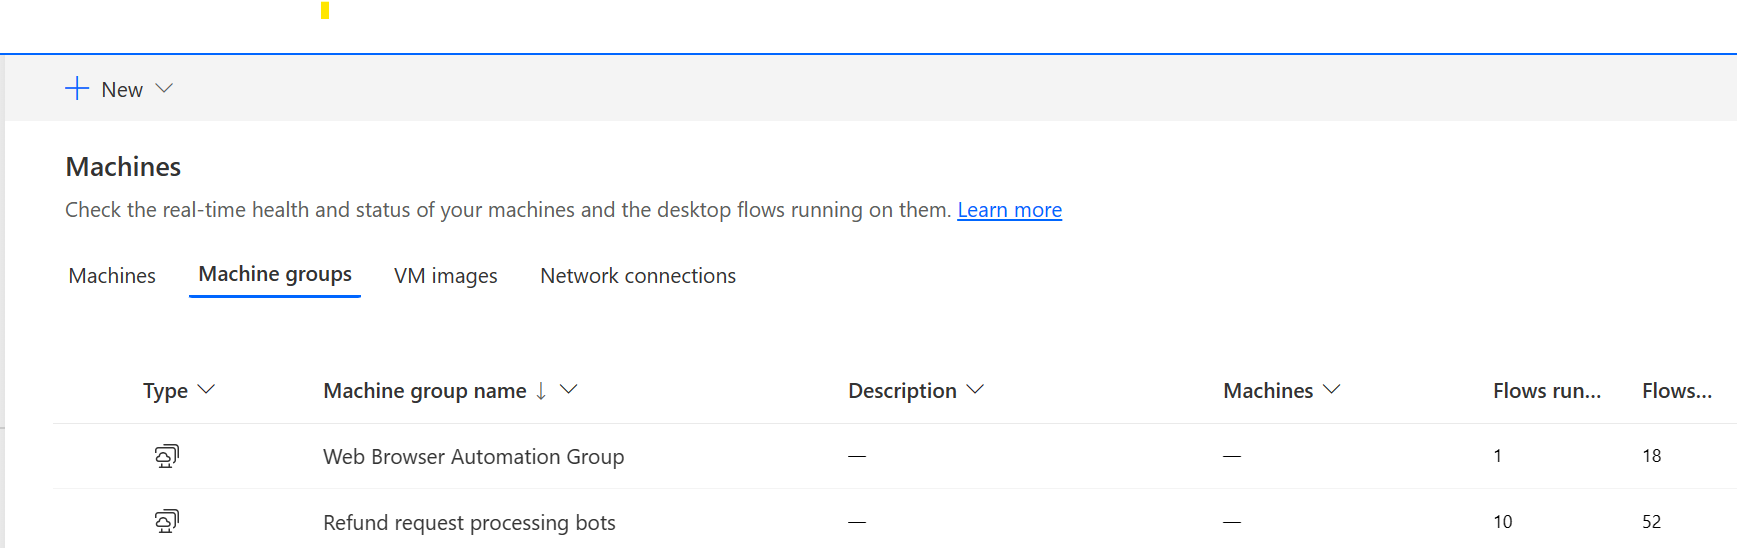 New
Machines
Check the real-time health and status of your machines and the desktop flows running on them. Learn more
Machines Machine groups VM images Network connections
Type Machine group name Description Machines Flows run... Flows...
Web Browser Automation Group — — 1 18
Refund request processing bots — — 10 52